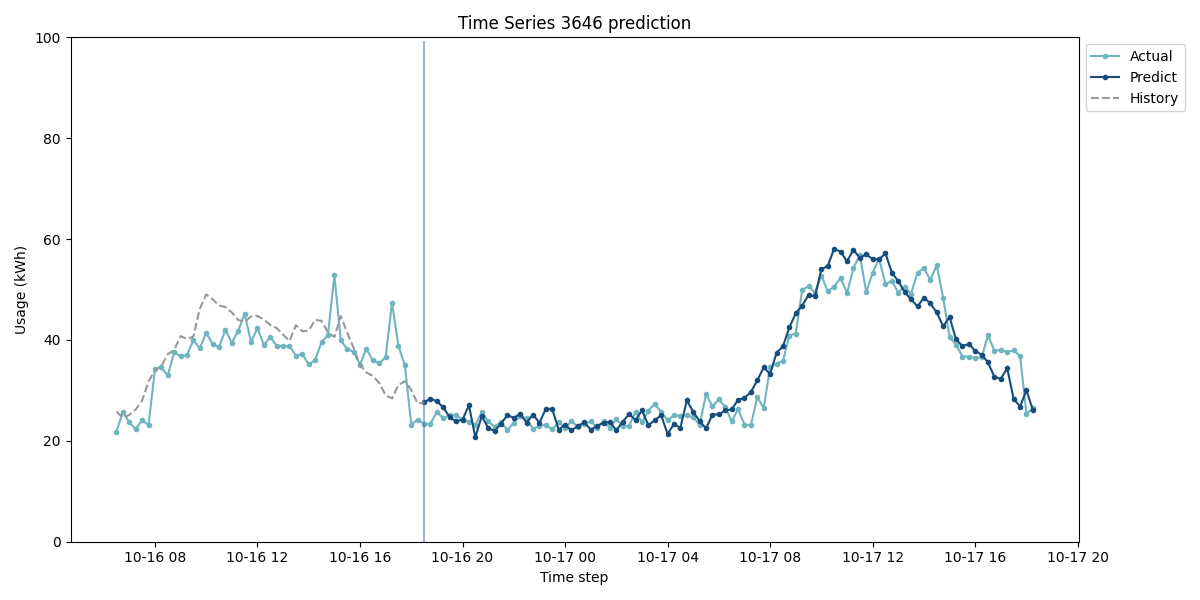 Time Series 3646 prediction
100
80
60
40
20
0
Usage (kWh)
10-16 08
10-16 12
10-16 16
10-16 20
10-17 00
10-17 04
10-17 08
10-17 12
10-17 16
10-17 20
Time step
Actual
Predict
History